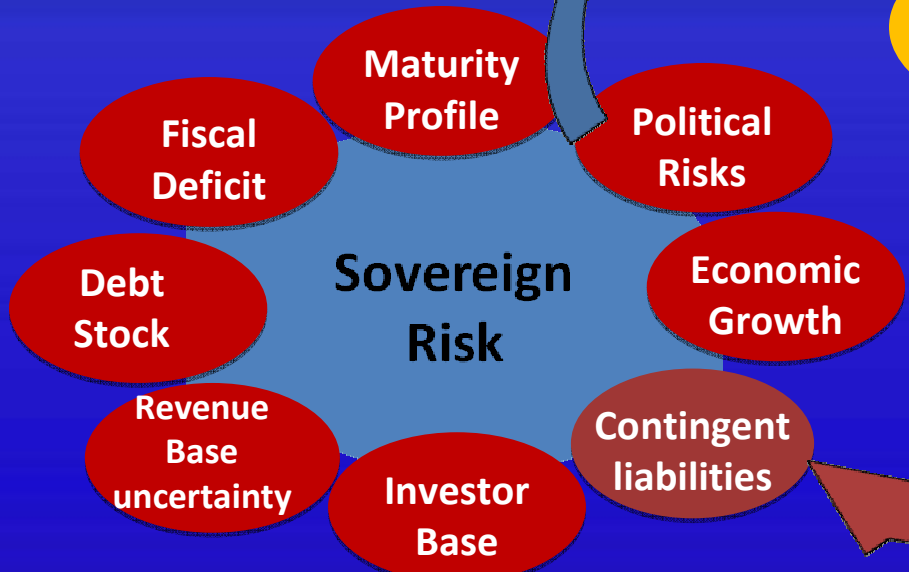 Maturity
Profile
Fiscal
Deficit
Political
Risks
Sovereign
Risk
Debt
Stock
Economic
Growth
Revenue
Base
uncertainty
Contingent
liabilities
Investor
Base